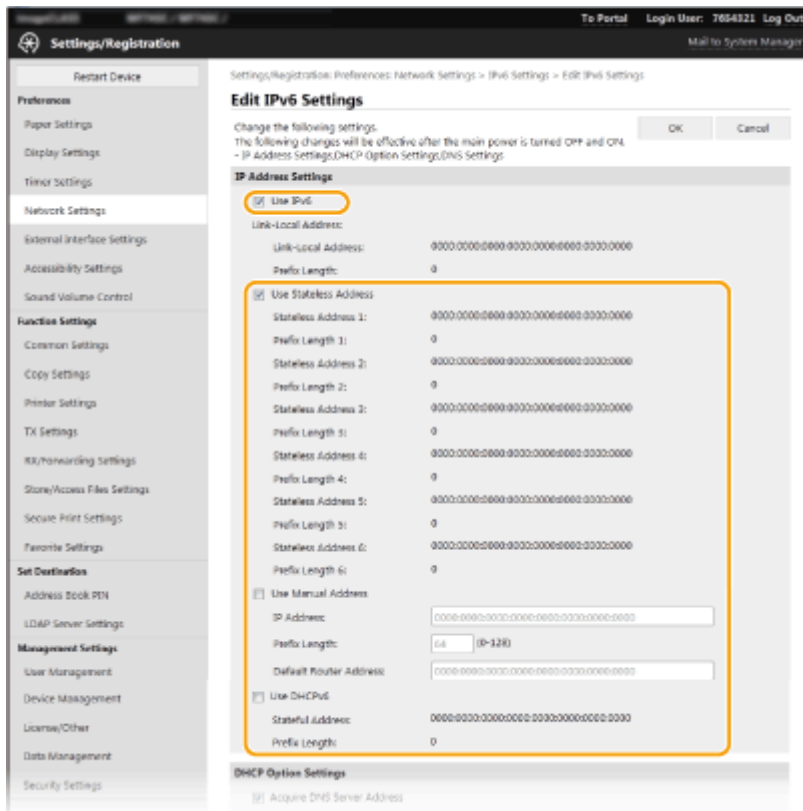 To Portal Login User: 7654321 Log Out
Settings/Registration
Mail to System Manager
Restart Device
Preferences
Paper Settings
Display Settings
Timer Settings
Network Settings
External Interface Settings
Accessibility Settings
Sound Volume Control
Function Settings
Common Settings
Copy Settings
Printer Settings
TX Settings
RX/Forwarding Settings
Store/Access Files Settings
Secure Print Settings
Favorite Settings
Set Destination
Address Book PIN
LDAP Server Settings
Management Settings
User Management
Device Management
License/Other
Data Management
Security Settings
Settings/Registration: Preferences: Network Settings > IPv6 Settings > Edit IPv6 Settings
Edit IPv6 Settings
Change the following settings.
The following changes will be effective after the main power is turned OFF and ON.
- IP Address Settings,DHCP Option Settings,DNS Settings
OK Cancel
IP Address Settings
Use IPv6
Link-Local Address:
Link-Local Address: 0000:0000:0000:0000:0000:0000:0000:0000
Prefix Length: 0
Use Stateless Address
Stateless Address 1: 0000:0000:0000:0000:0000:0000:0000:0000
Prefix Length 1: 0
Stateless Address 2: 0000:0000:0000:0000:0000:0000:0000:0000
Prefix Length 2: 0
Stateless Address 3: 0000:0000:0000:0000:0000:0000:0000:0000
Prefix Length 3: 0
Stateless Address 4: 0000:0000:0000:0000:0000:0000:0000:0000
Prefix Length 4: 0
Stateless Address 5: 0000:0000:0000:0000:0000:0000:0000:0000
Prefix Length 5: 0
Stateless Address 6: 0000:0000:0000:0000:0000:0000:0000:0000
Prefix Length 6: 0
Use Manual Address
IP Address: 0000:0000:0000:0000:0000:0000:0000:0000
Prefix Length: 64 (0-128)
Default Router Address: 0000:0000:0000:0000:0000:0000:0000:0000
Use DHCPv6
Stateful Address: 0000:0000:0000:0000:0000:0000:0000:0000
Prefix Length: 0
DHCP Option Settings
Acquire DNS Server Address